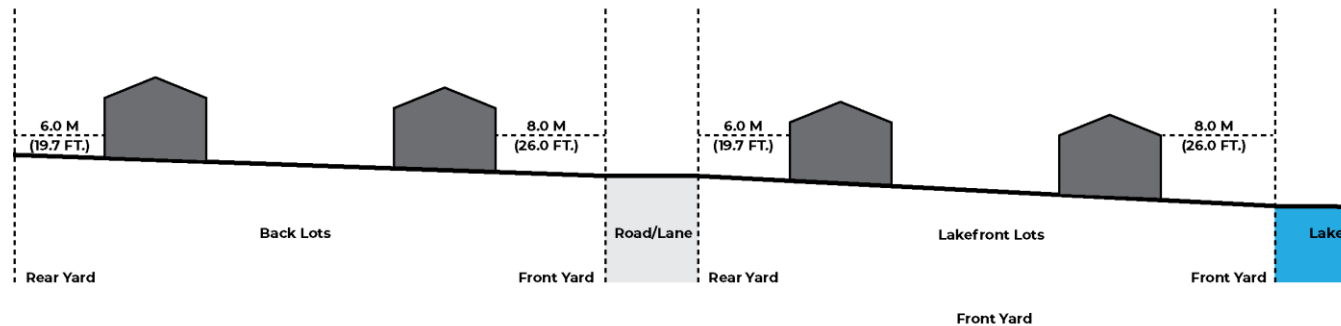 6.0 M
(19.7 FT.)
8.0 M
(26.0 FT.)
6.0 M
(19.7 FT.)
8.0 M
(26.0 FT.)
Back Lots
Road/Lane
Lakefront Lots
Lake
Rear Yard
Front Yard
Rear Yard
Front Yard
Front Yard